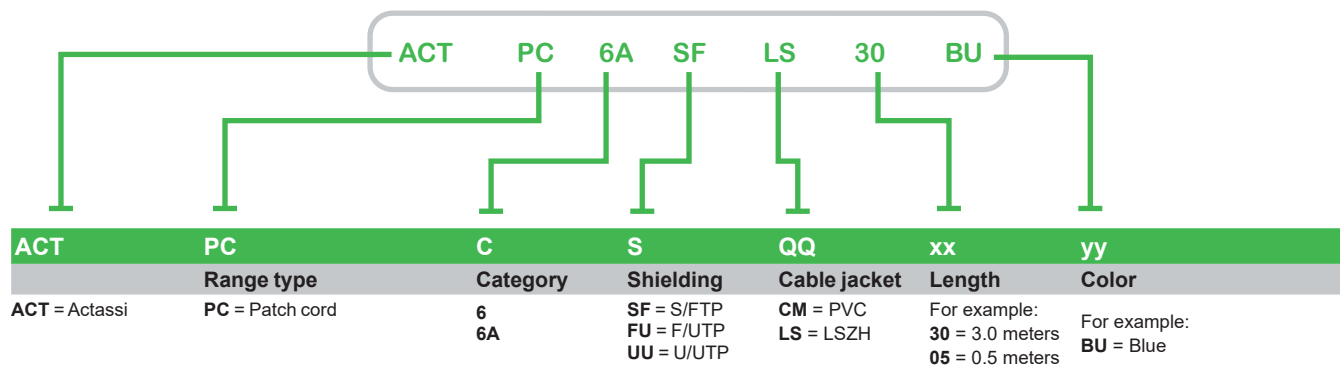 ACT PC 6A SF LS 30 BU
ACT PC C S QQ xx yy
Range type Category Shielding Cable jacket Length Color
ACT = Actassi PC = Patch cord 6 SF = S/FTP CM = PVC For example: For example:
6A FU = F/UTP LS = LSZH 30 = 3.0 meters BU = Blue
UU = U/UTP 05 = 0.5 meters